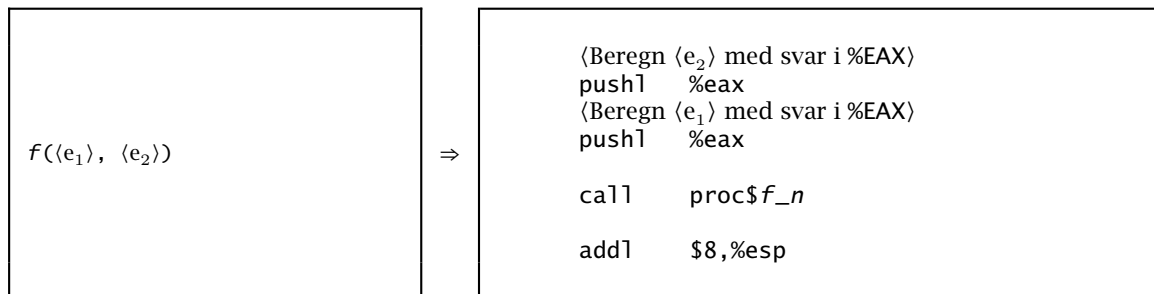 ⟨Beregn ⟨e₂⟩ med svar i %EAX⟩
pushl %eax
⟨Beregn ⟨e₁⟩ med svar i %EAX⟩
pushl %eax
f(⟨e₁⟩, ⟨e₂⟩) ⇒
call proc$f_n
addl $8,%esp